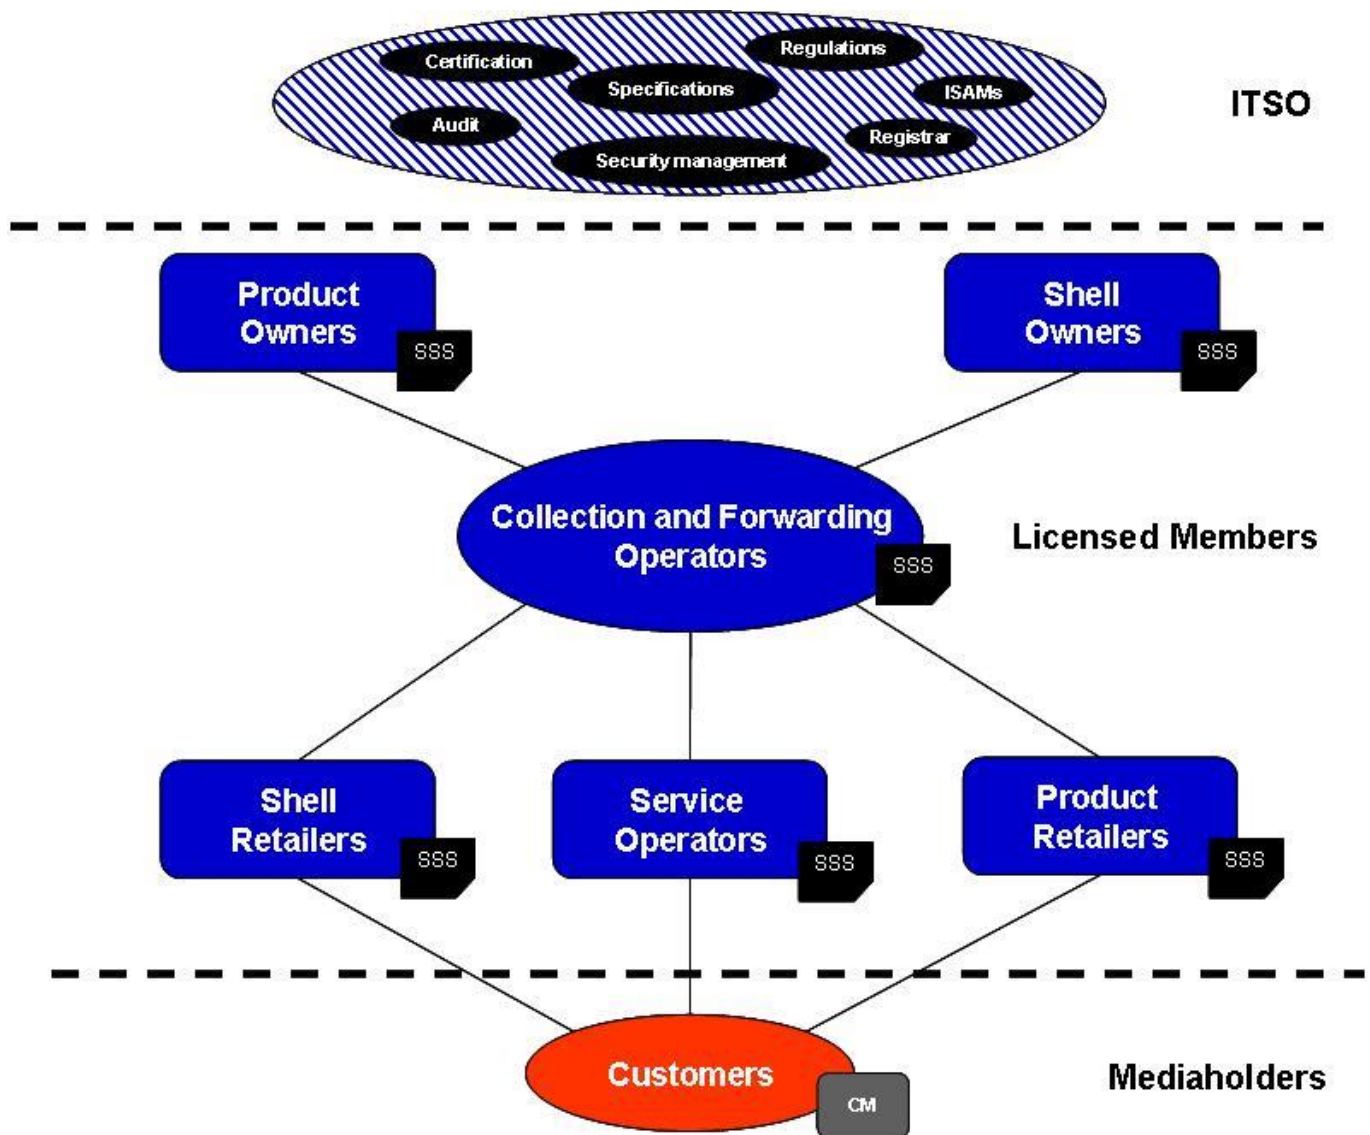 Regulations
Certification
Specifications
ISAMs
ITSO
Audit
Registrar
Security management
Product
Owners
SSS
Shell
Owners
SSS
Collection and Forwarding
Operators
SSS
Licensed Members
Shell
Retailers
SSS
Service
Operators
SSS
Product
Retailers
SSS
Customers
CM
Mediaholders